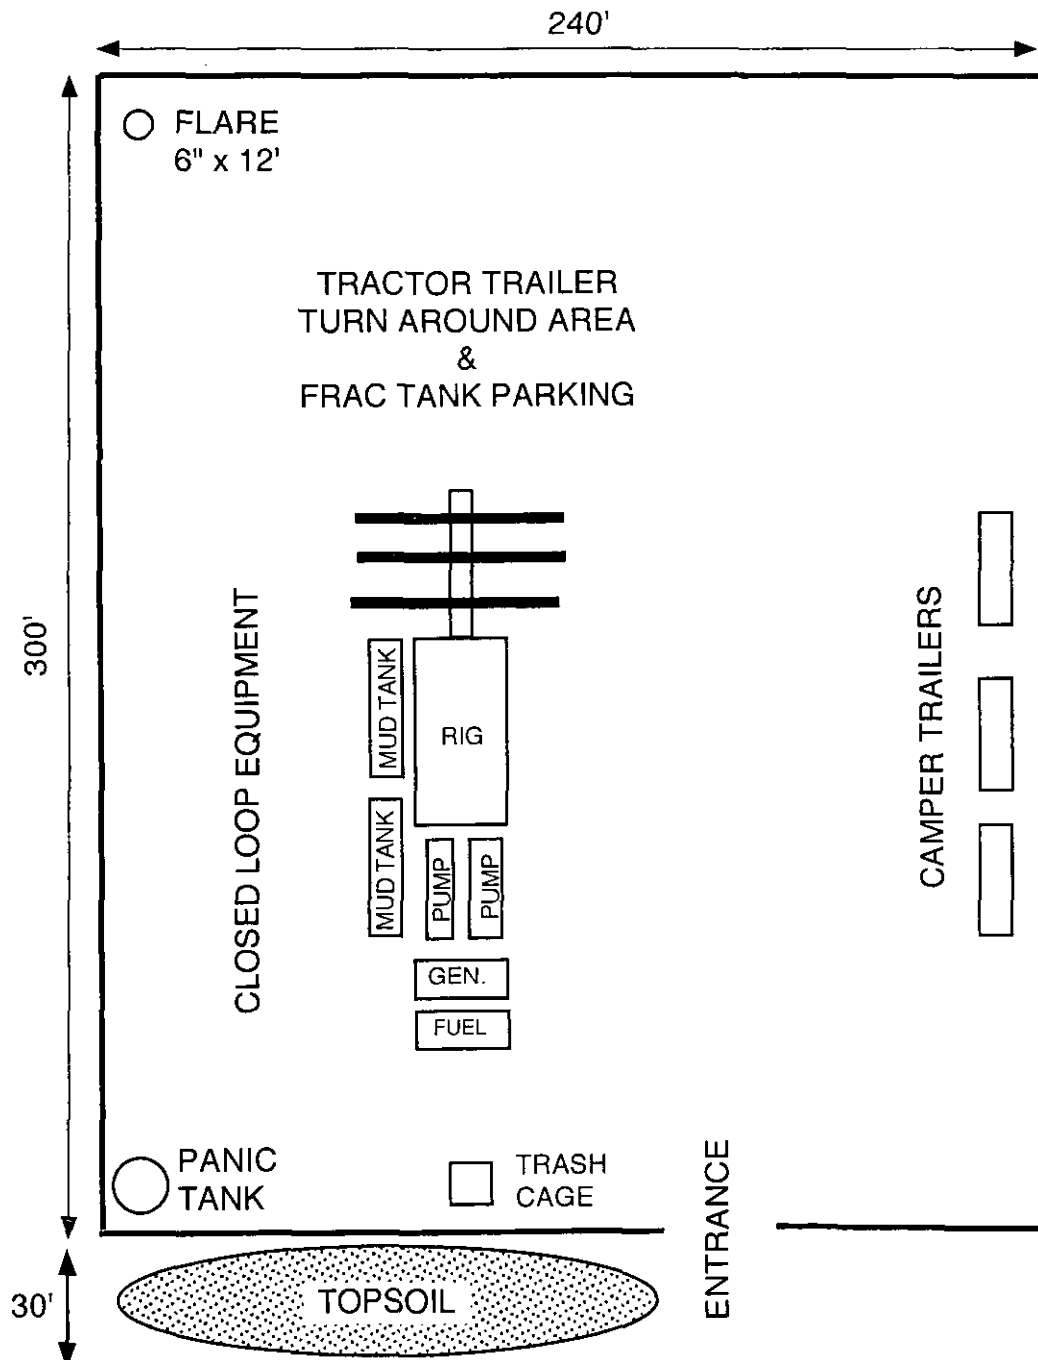 240'
FLARE
6" x 12'
TRACTOR TRAILER
TURN AROUND AREA
&
FRAC TANK PARKING
300'
CLOSED LOOP EQUIPMENT
MUD TANK
RIG
CAMPER TRAILERS
MUD TANK
PUMP
PUMP
GEN.
FUEL
PANIC
TANK
TRASH
CAGE
ENTRANCE
30'
TOPSOIL